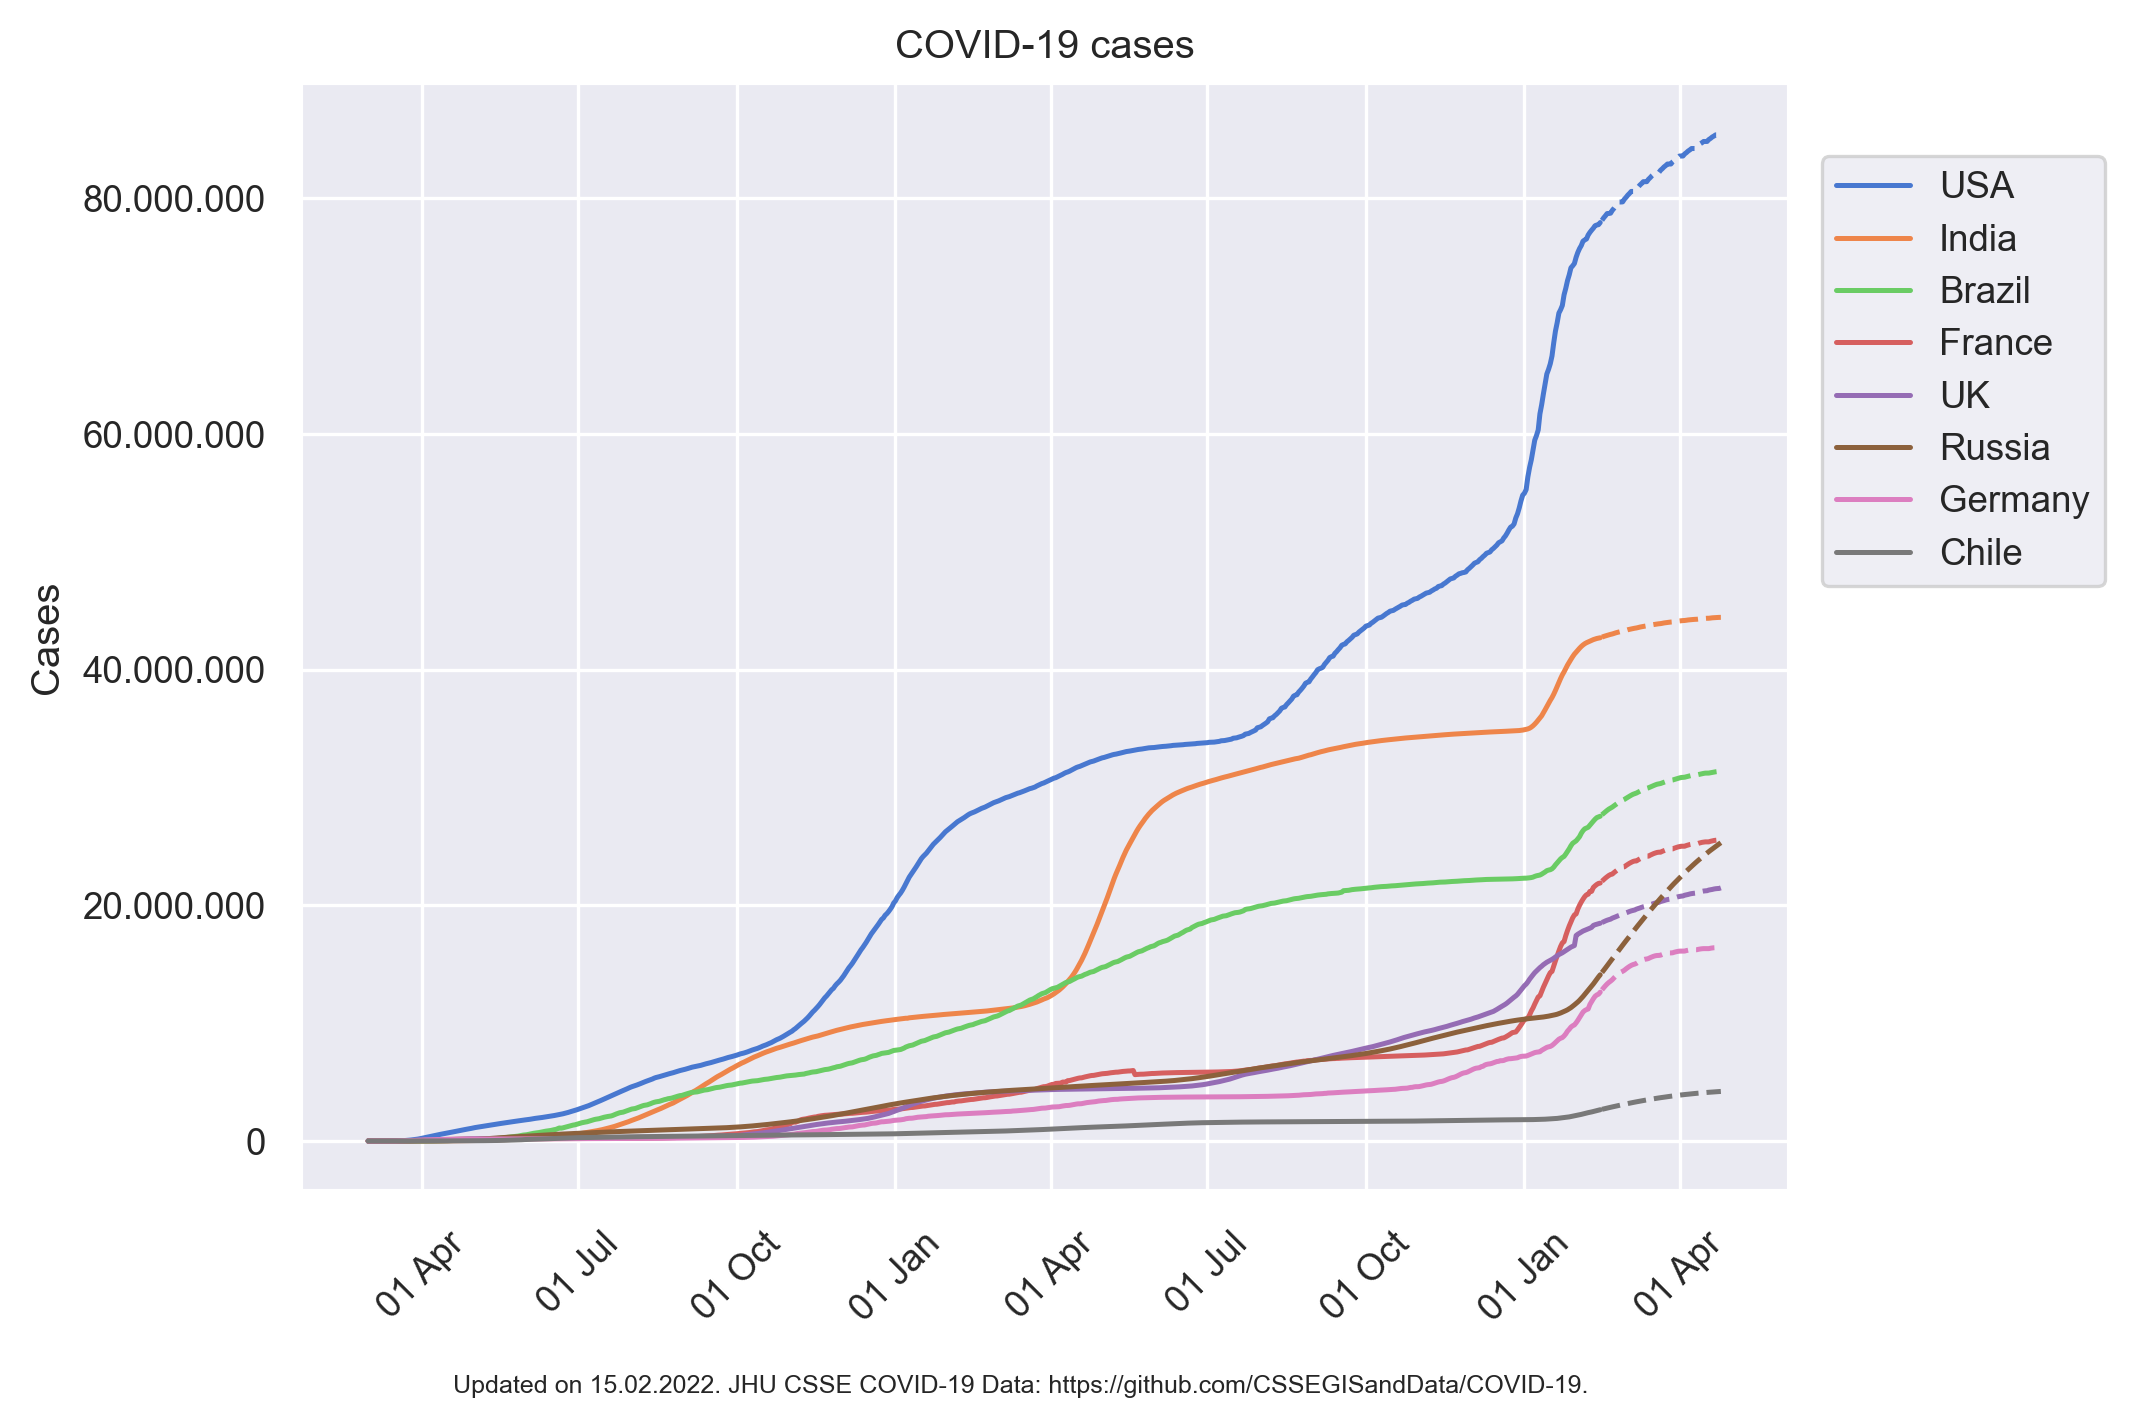 COVID-19 cases
80.000.000
60.000.000
40.000.000
20.000.000
0
Cases
USA
India
Brazil
France
UK
Russia
Germany
Chile
01 Apr
01 Jul
01 Oct
01 Jan
01 Apr
01 Jul
01 Oct
01 Jan
01 Apr
Updated on 15.02.2022. JHU CSSE COVID-19 Data: https://github.com/CSSEGISandData/COVID-19.